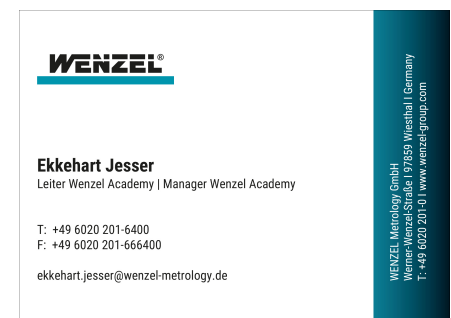 WENZEL®
Ekkehart Jesser
Leiter Wenzel Academy | Manager Wenzel Academy
T: +49 6020 201-6400
F: +49 6020 201-666400
ekkehart.jesser@wenzel-metrology.de
WENZEL Metrology GmbH
Werner-Wenzel-Straße I 97859 Wiesthal I Germany
T: +49 6020 201-0 I www.wenzel-group.com